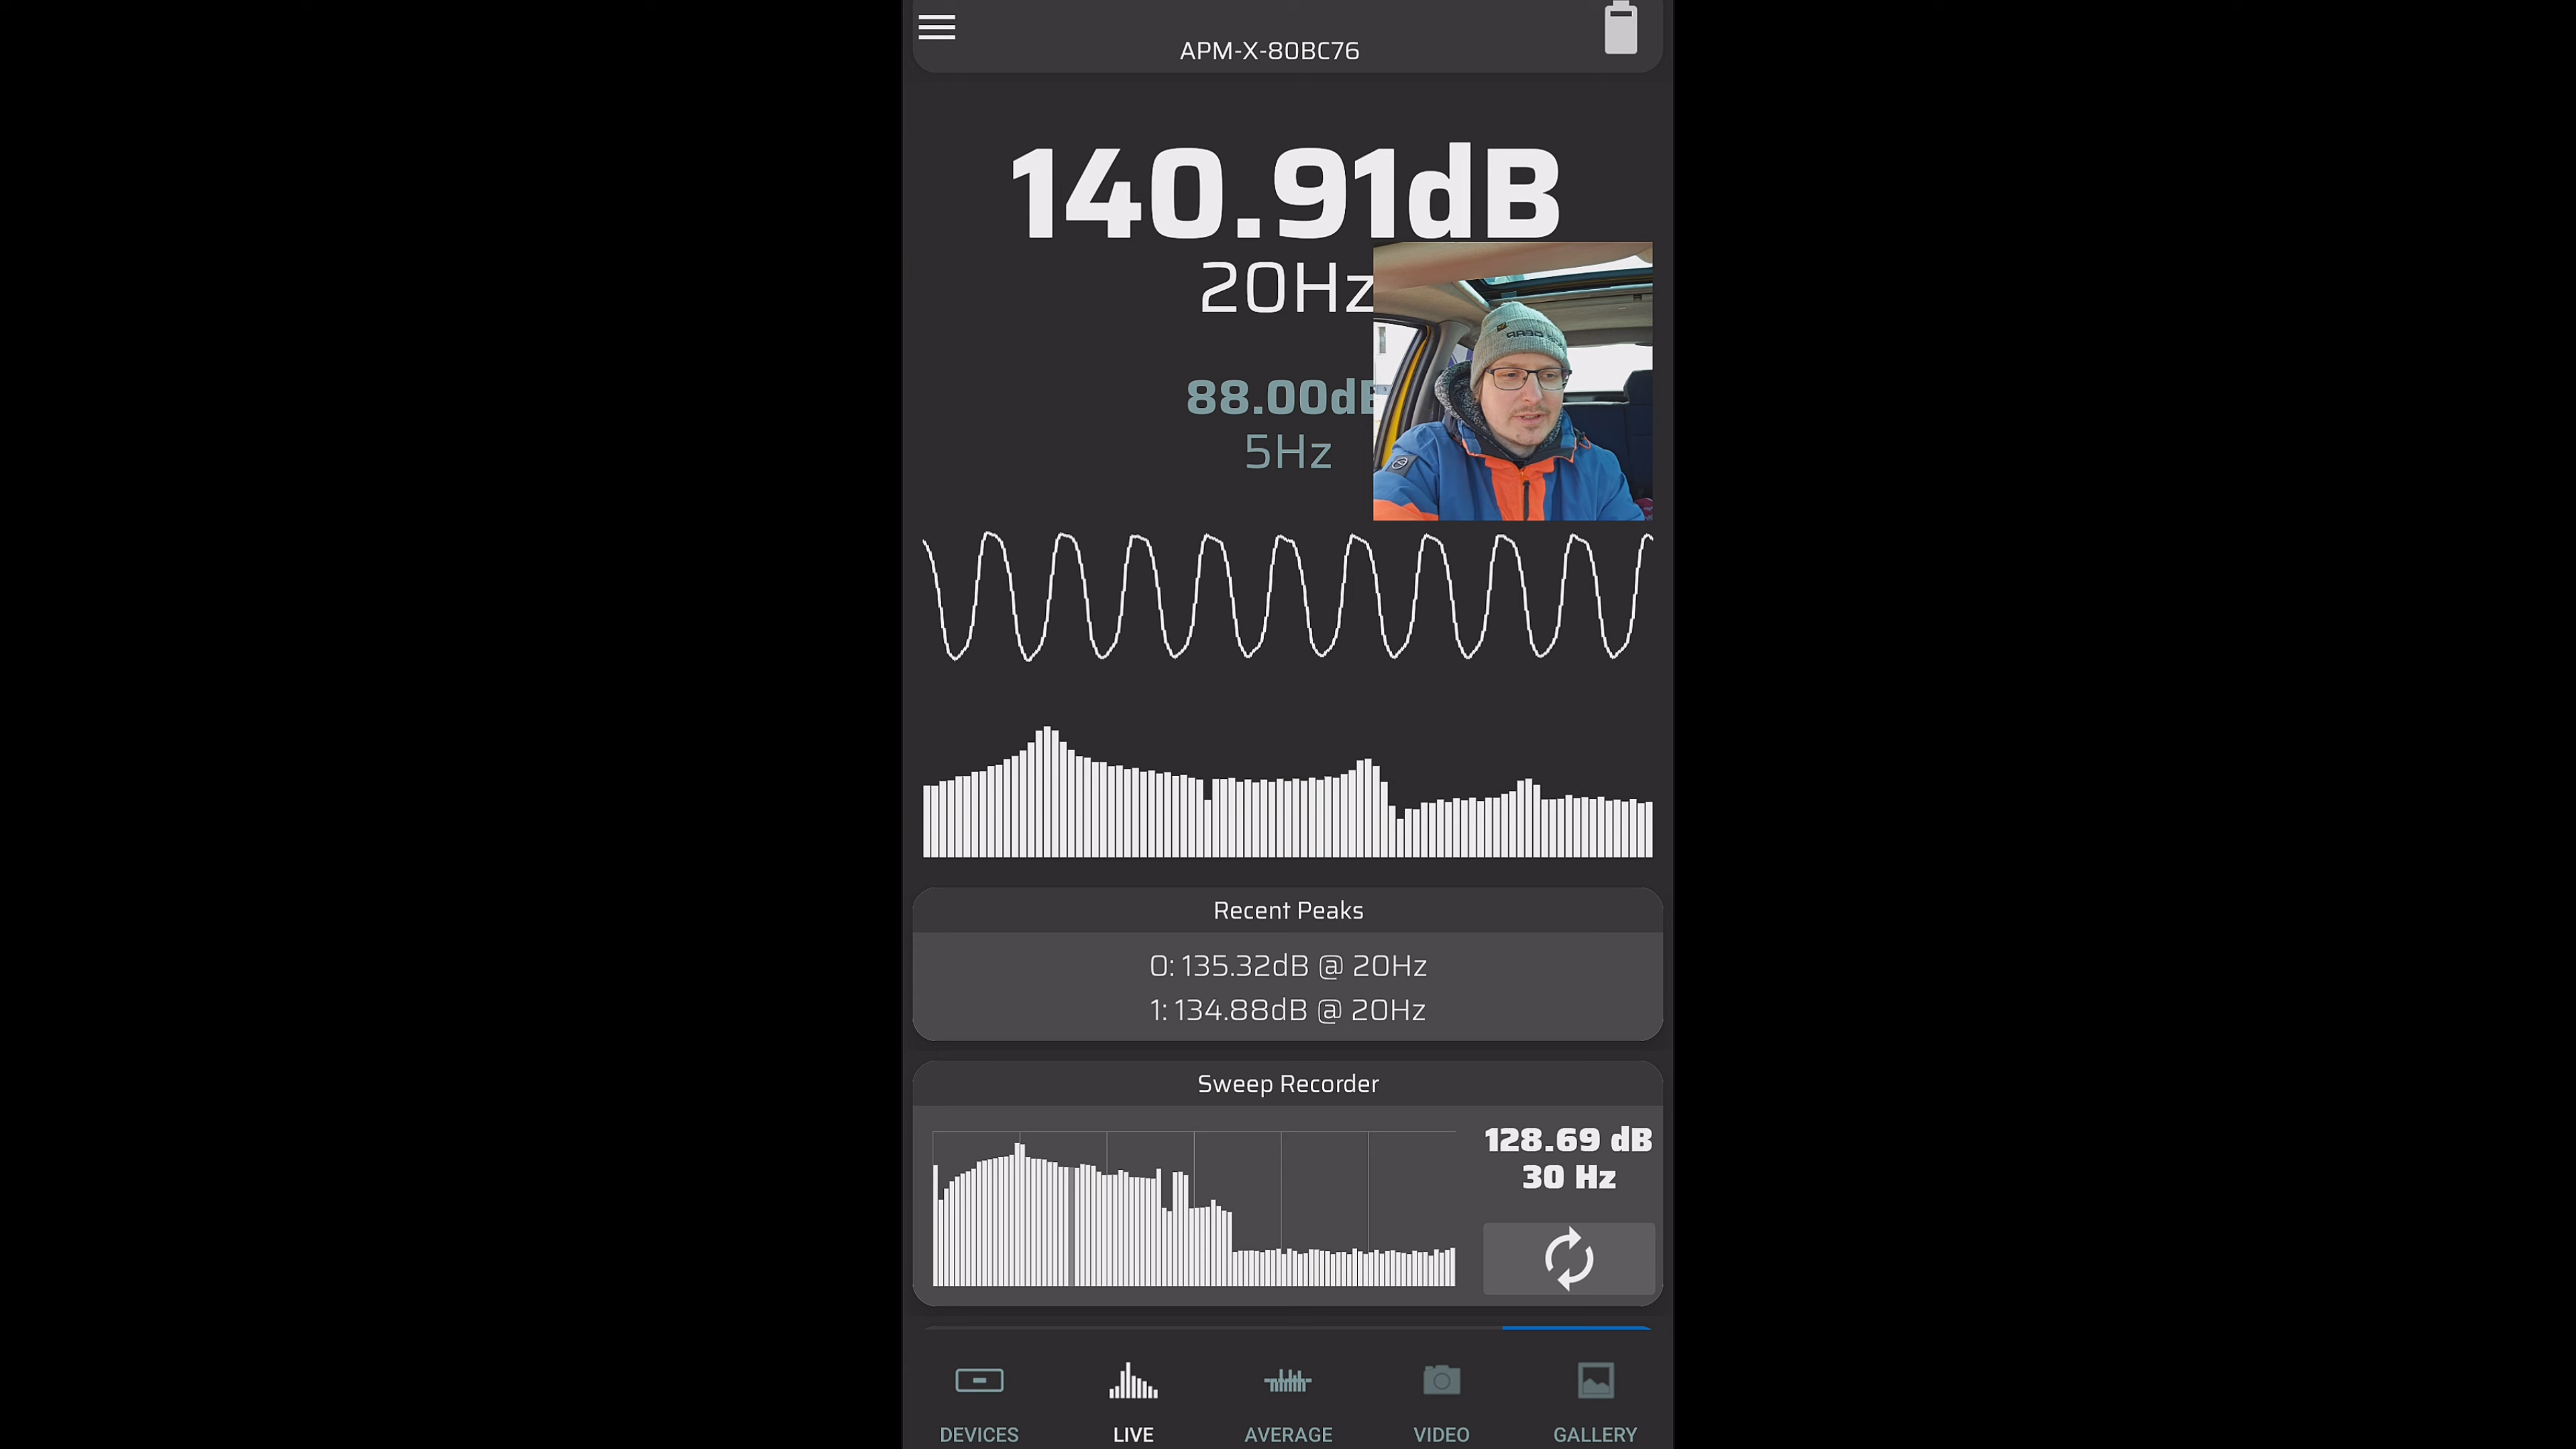 APM-X-80BC76
140.91dB
20Hz
88.00dB
5Hz
Recent Peaks
0: 135.32dB @ 20Hz
1: 134.88dB @ 20Hz
Sweep Recorder
128.69 dB
30 Hz
DEVICES
LIVE
AVERAGE
VIDEO
GALLERY